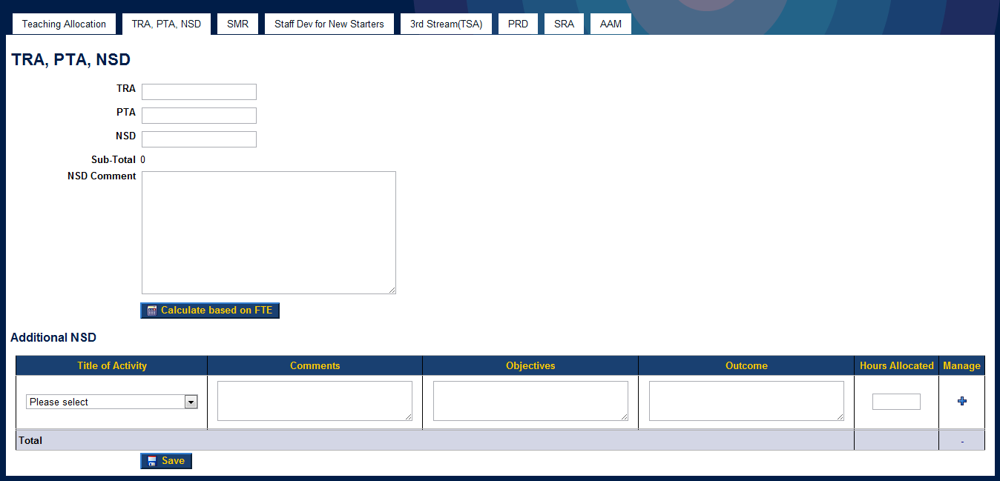 Teaching Allocation TRA, PTA, NSD SMR Staff Dev for New Starters 3rd Stream(TSA) PRD SRA AAM
TRA, PTA, NSD
TRA
PTA
NSD
Sub-Total 0
NSD Comment
Calculate based on FTE
Additional NSD
Title of Activity Comments Objectives Outcome Hours Allocated Manage
Please select
Total -
Save